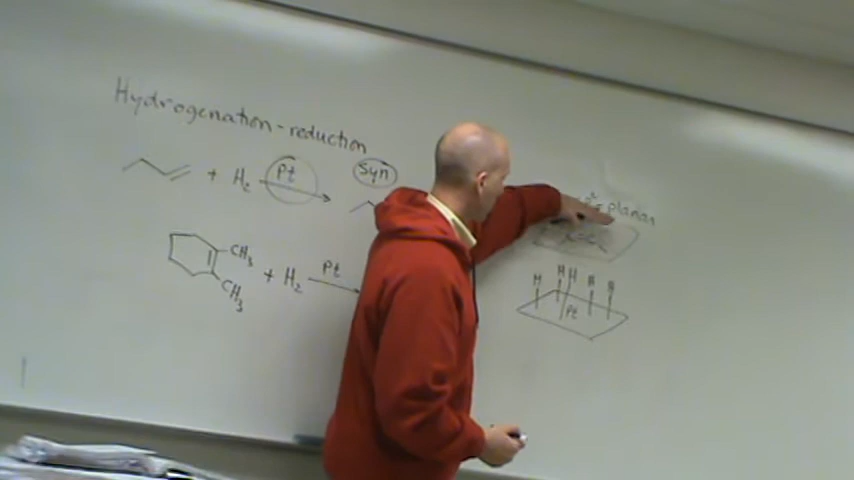 Hydrogenation-reduction
+ H2 Pt syn
CH3
+ H2 Pt
CH3
planar
H H H H H
Pt